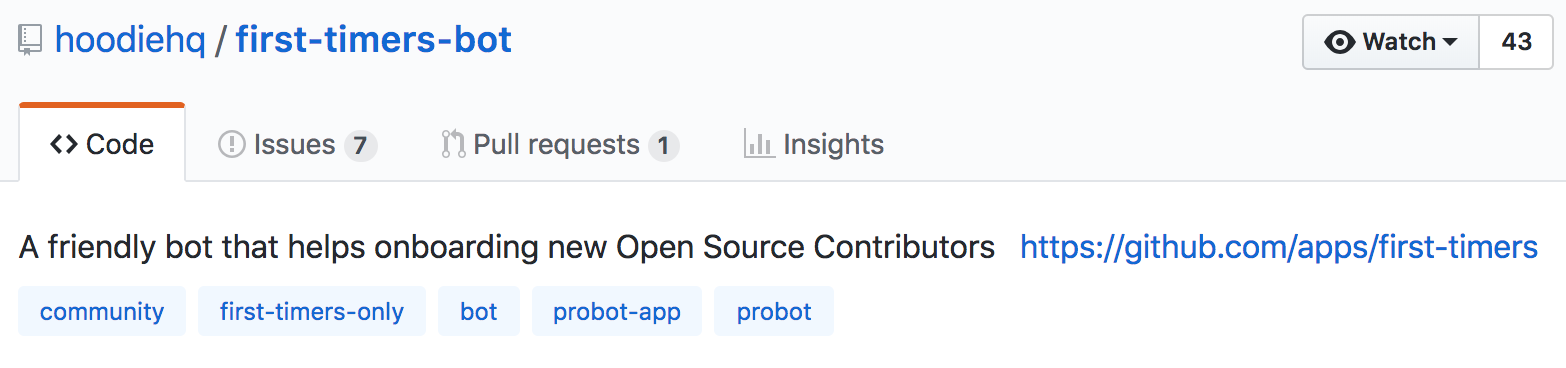 hoodiehq / first-timers-bot Watch 43
Code Issues 7 Pull requests 1 Insights
A friendly bot that helps onboarding new Open Source Contributors https://github.com/apps/first-timers
community first-timers-only bot probot-app probot